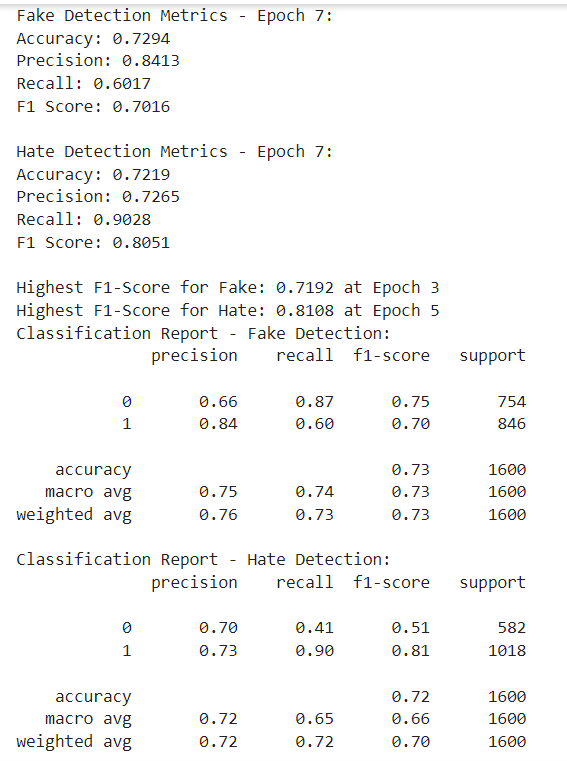 Fake Detection Metrics - Epoch 7:
Accuracy: 0.7294
Precision: 0.8413
Recall: 0.6017
F1 Score: 0.7016

Hate Detection Metrics - Epoch 7:
Accuracy: 0.7219
Precision: 0.7265
Recall: 0.9028
F1 Score: 0.8051

Highest F1-Score for Fake: 0.7192 at Epoch 3
Highest F1-Score for Hate: 0.8108 at Epoch 5
Classification Report - Fake Detection:
              precision    recall  f1-score   support

           0       0.66      0.87      0.75       754
           1       0.84      0.60      0.70       846

    accuracy                           0.73      1600
   macro avg       0.75      0.74      0.73      1600
weighted avg       0.76      0.73      0.73      1600

Classification Report - Hate Detection:
              precision    recall  f1-score   support

           0       0.70      0.41      0.51       582
           1       0.73      0.90      0.81      1018

    accuracy                           0.72      1600
   macro avg       0.72      0.65      0.66      1600
weighted avg       0.72      0.72      0.70      1600